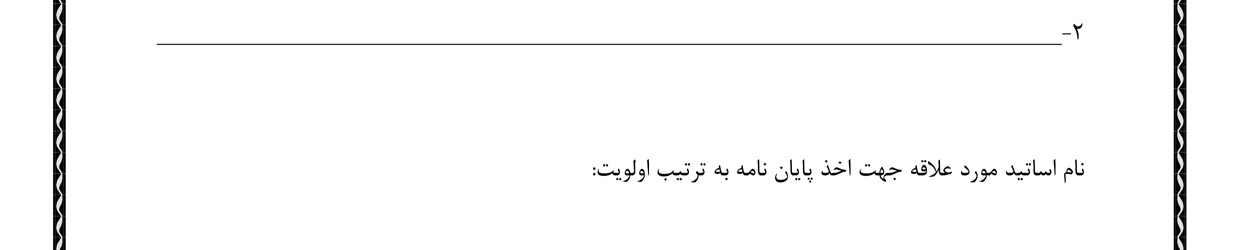 ۲-
نام اساتید مورد علاقه جهت اخذ پایان نامه به ترتیب اولویت: